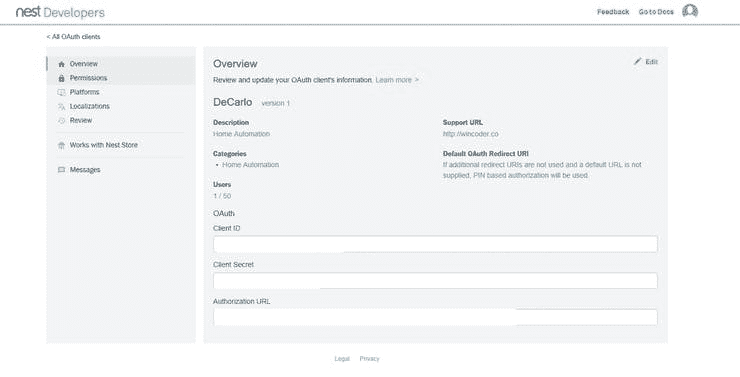 nest Developers
Feedback Go to Docs
< All OAuth clients
Overview
Permissions
Platforms
Localizations
Review
Works with Nest Store
Messages
Overview
Edit
Review and update your OAuth client's information. Learn more >
DeCarlo version 1
Description
Home Automation
Categories
• Home Automation
Users
1 / 50
Support URL
http://wincoder.co
Default OAuth Redirect URI
If additional redirect URIs are not used and a default URL is not
supplied, PIN based authorization will be used.
OAuth
Client ID
Client Secret
Authorization URL
Legal Privacy